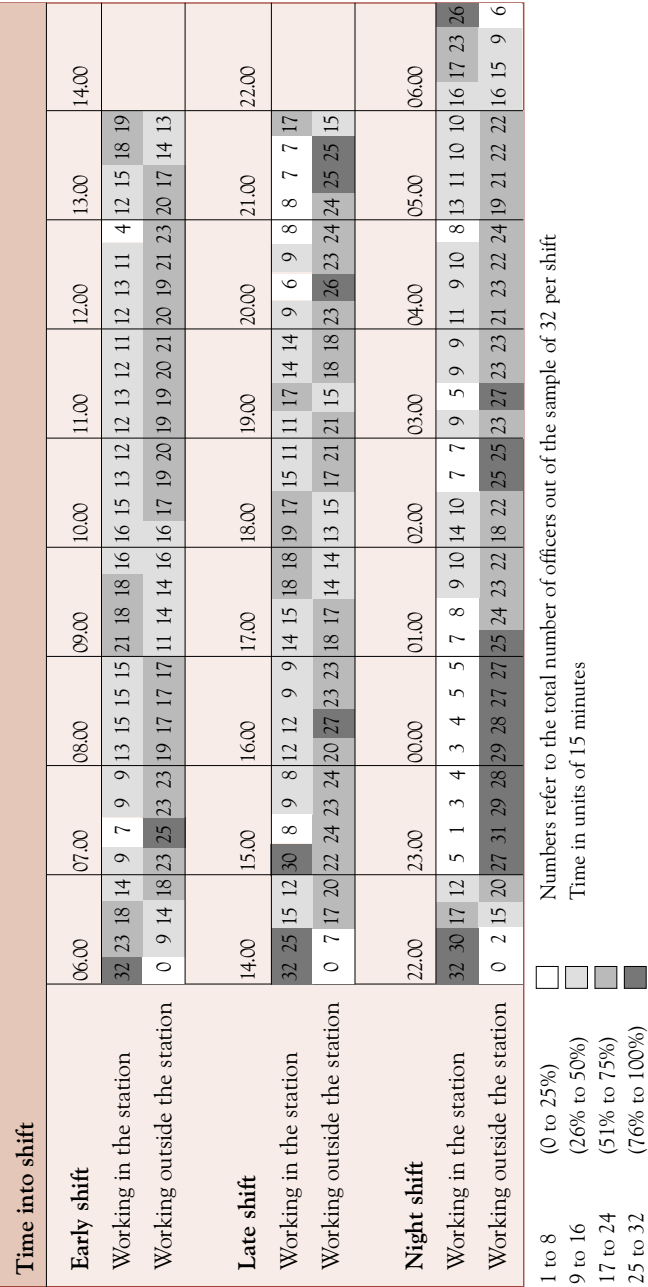 Time into shift
Early shift 06.00 07.00 08.00 09.00 10.00 11.00 12.00 13.00 14.00
Working in the station 32 23 18 14 9 7 9 9 13 15 15 15 21 18 18 16 16 15 13 12 12 13 12 11 12 13 11 4 12 15 18 19
Working outside the station 0 9 14 18 23 25 23 23 19 17 17 17 11 14 14 16 16 17 19 20 19 19 20 21 20 19 21 23 20 17 14 13
Late shift 14.00 15.00 16.00 17.00 18.00 19.00 20.00 21.00 22.00
Working in the station 32 25 15 12 30 8 9 8 12 12 9 9 14 15 18 18 19 17 15 11 11 17 14 14 9 6 9 8 8 7 7 17
Working outside the station 0 7 17 20 22 24 23 24 20 27 23 23 18 17 14 14 13 15 17 21 21 15 18 18 23 26 23 24 24 25 25 15
Night shift 22.00 23.00 00.00 01.00 02.00 03.00 04.00 05.00 06.00
Working in the station 32 30 17 12 5 1 3 4 3 4 5 5 7 8 9 10 14 10 7 7 9 5 9 9 11 9 10 8 13 11 10 10 16 17 23 26
Working outside the station 0 2 15 20 27 31 29 28 29 28 27 27 25 24 23 22 18 22 25 25 23 27 23 23 21 23 22 24 19 21 22 22 16 15 9 6
1 to 8 (0 to 25%) Numbers refer to the total number of officers out of the sample of 32 per shift
9 to 16 (26% to 50%) Time in units of 15 minutes
17 to 24 (51% to 75%)
25 to 32 (76% to 100%)